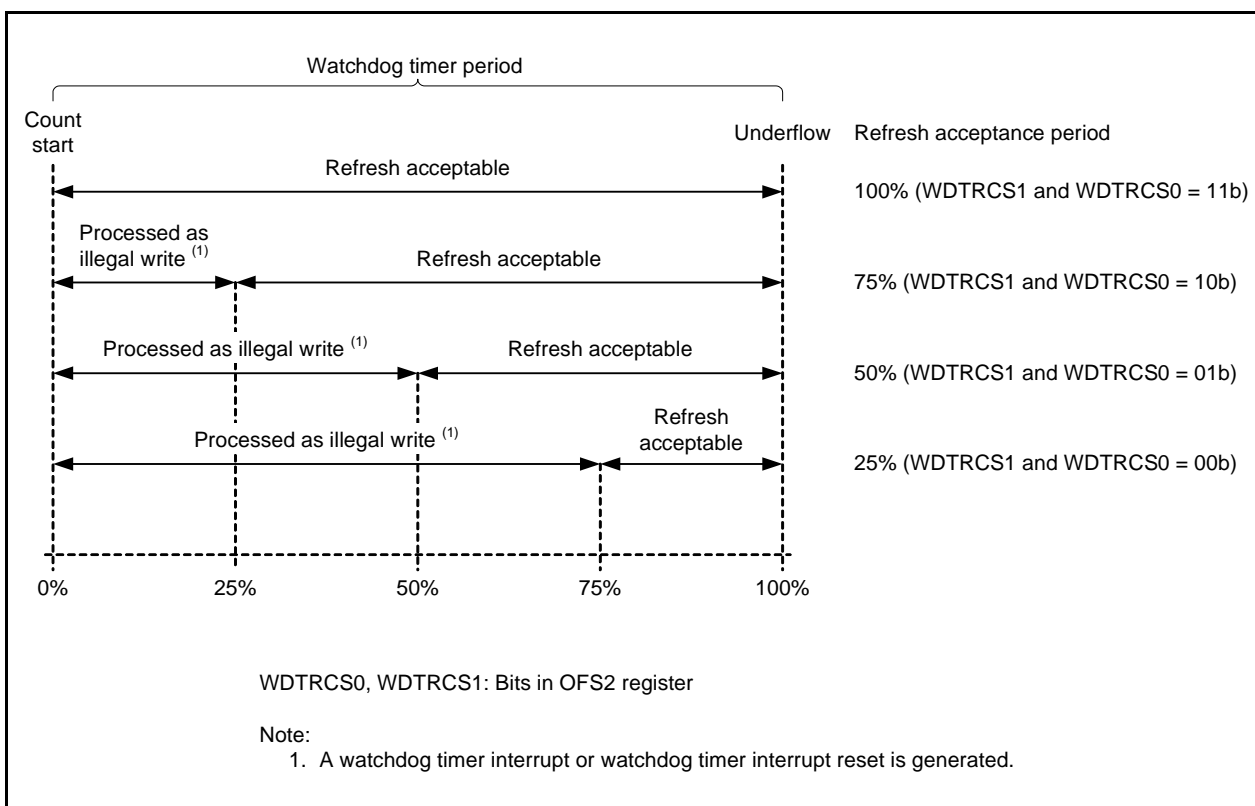 Watchdog timer period
Count
start
Underflow
Refresh acceptance period
Refresh acceptable
100% (WDTRCS1 and WDTRCS0 = 11b)
Processed as
illegal write (1)
Refresh acceptable
75% (WDTRCS1 and WDTRCS0 = 10b)
Processed as illegal write (1)
Refresh acceptable
50% (WDTRCS1 and WDTRCS0 = 01b)
Processed as illegal write (1)
Refresh
acceptable
25% (WDTRCS1 and WDTRCS0 = 00b)
0%
25%
50%
75%
100%
WDTRCS0, WDTRCS1: Bits in OFS2 register
Note:
1. A watchdog timer interrupt or watchdog timer interrupt reset is generated.